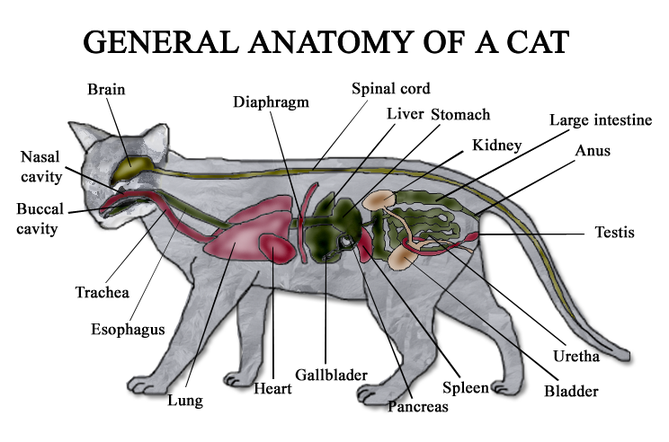 GENERAL ANATOMY OF A CAT
Brain
Diaphragm
Spinal cord
Liver
Stomach
Large intestine
Kidney
Anus
Nasal
cavity
Buccal
cavity
Testis
Trachea
Esophagus
Lung
Heart
Gallblader
Pancreas
Spleen
Bladder
Uretha